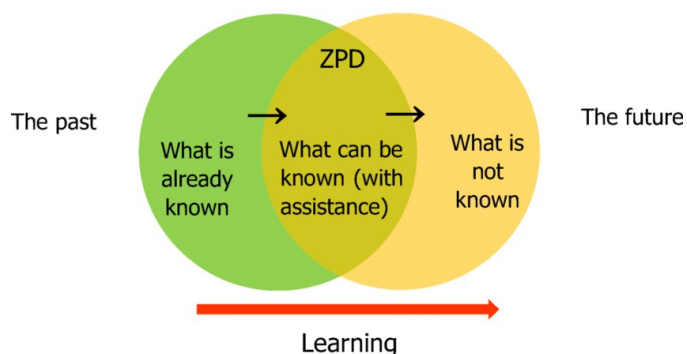 ZPD
The past
The future
What is
already
known
What can be
known (with
assistance)
What is
not
known
Learning